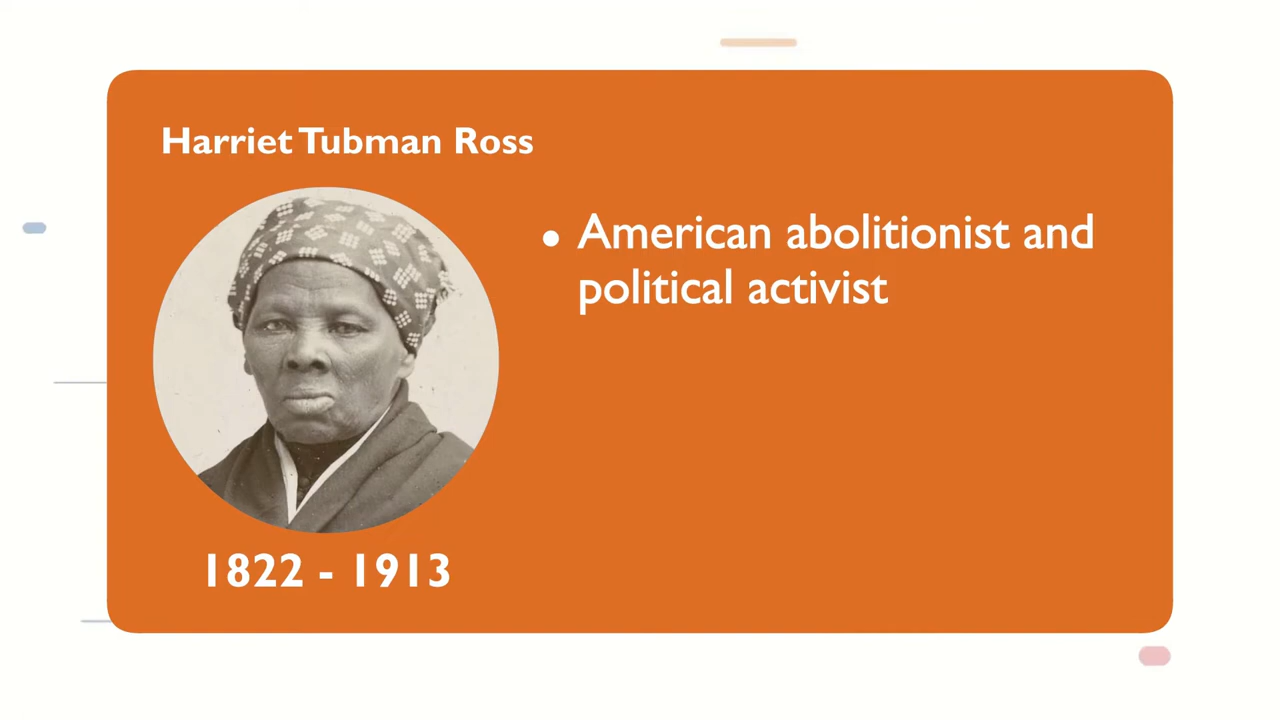 Harriet Tubman Ross
• American abolitionist and
political activist
1822 - 1913